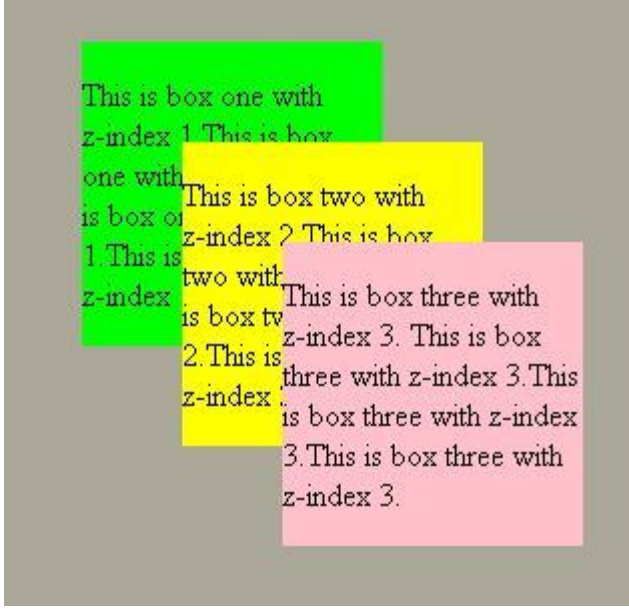 This is box one with
z-index 1.This is box
one with
is box
1.This is
z-index
This is box two with
z-index 2.This is box
two with
is box
2.This is
z-index
This is box three with
z-index 3. This is box
three with z-index 3.This
is box three with z-index
3.This is box three with
z-index 3.